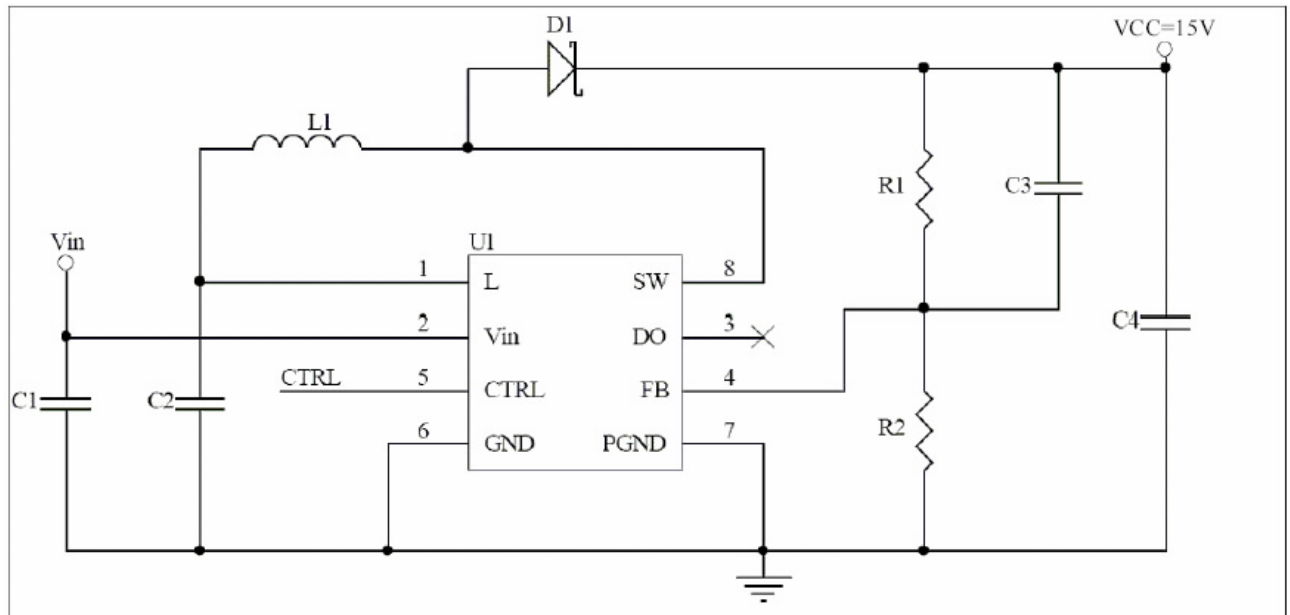 D1
VCC=15V
L1
R1
C3
Vin
U1
1 L SW 8
2 Vin DO 3
C4
CTRL 5 CTRL FB 4
C1
C2
R2
6 GND PGND 7